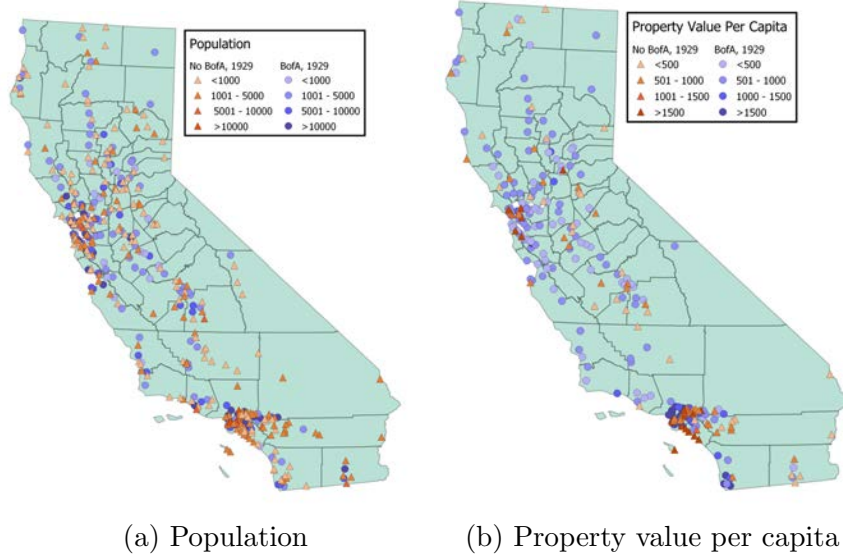 Population
No BofA, 1929 BofA, 1929
<1000 <1000
1001 - 5000 1001 - 5000
5001 - 10000 5001 - 10000
>10000 >10000
Property Value Per Capita
No BofA, 1929 BofA, 1929
<500 <500
501 - 1000 501 - 1000
1001 - 1500 1000 - 1500
>1500 >1500
(a) Population
(b) Property value per capita